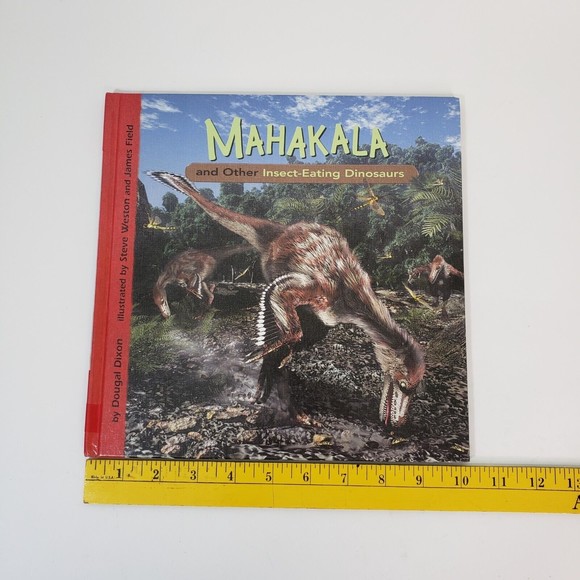 MAHAKALA
and Other Insect-Eating Dinosaurs
by Dougal Dixon illustrated by Steve Weston and James Field
1 2 3 4 5 6 7 8 9 10 11 12 13
A